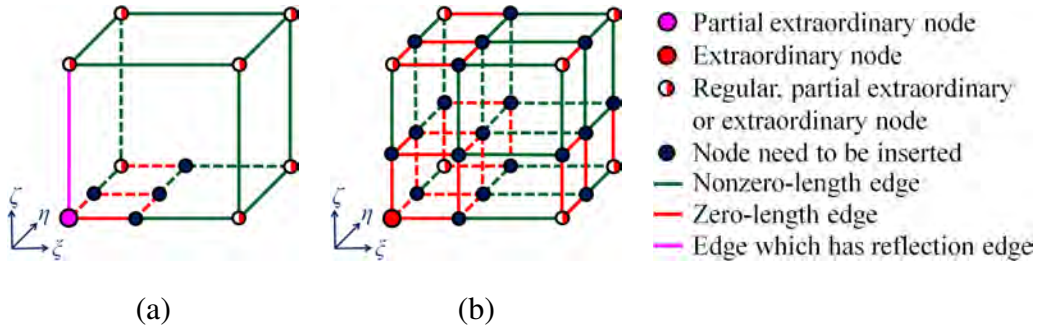 ζ
η
ξ
(a)
ζ
η
ξ
(b)
Partial extraordinary node
Extraordinary node
Regular, partial extraordinary
or extraordinary node
Node need to be inserted
Nonzero-length edge
Zero-length edge
Edge which has reflection edge